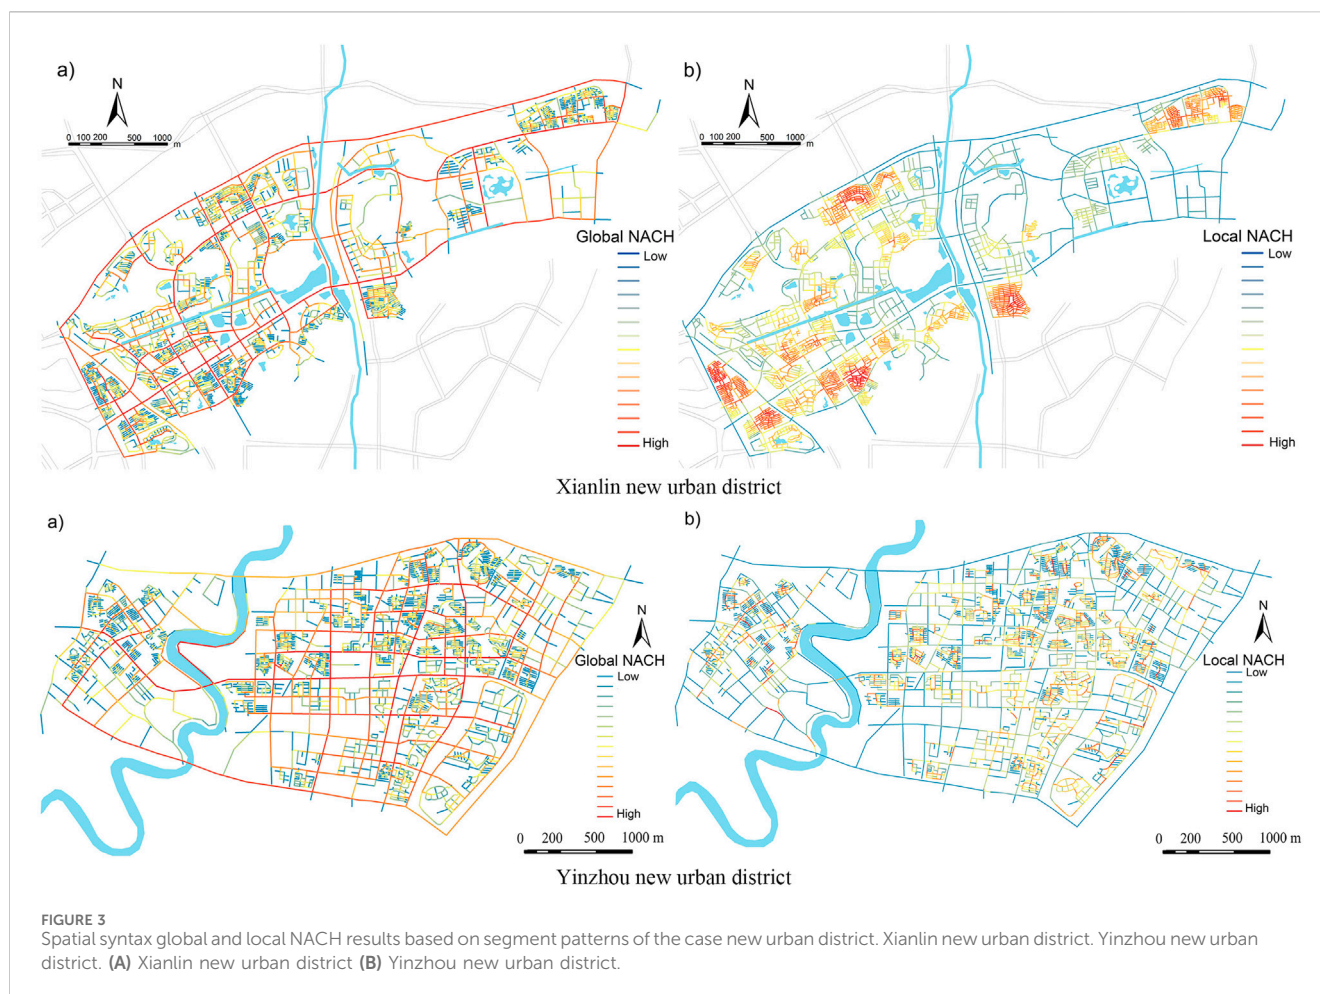 a)
b)
N
N
0 100 200 500 1000
m
0 100 200 500 1000
m
Global NACH
Low
High
Local NACH
Low
High
Xianlin new urban district
a)
b)
N
N
Global NACH
Low
High
Local NACH
Low
High
0 200 500 1000 m
0 200 500 1000 m
Yinzhou new urban district
FIGURE 3
Spatial syntax global and local NACH results based on segment patterns of the case new urban district. Xianlin new urban district. Yinzhou new urban
district. (A) Xianlin new urban district (B) Yinzhou new urban district.